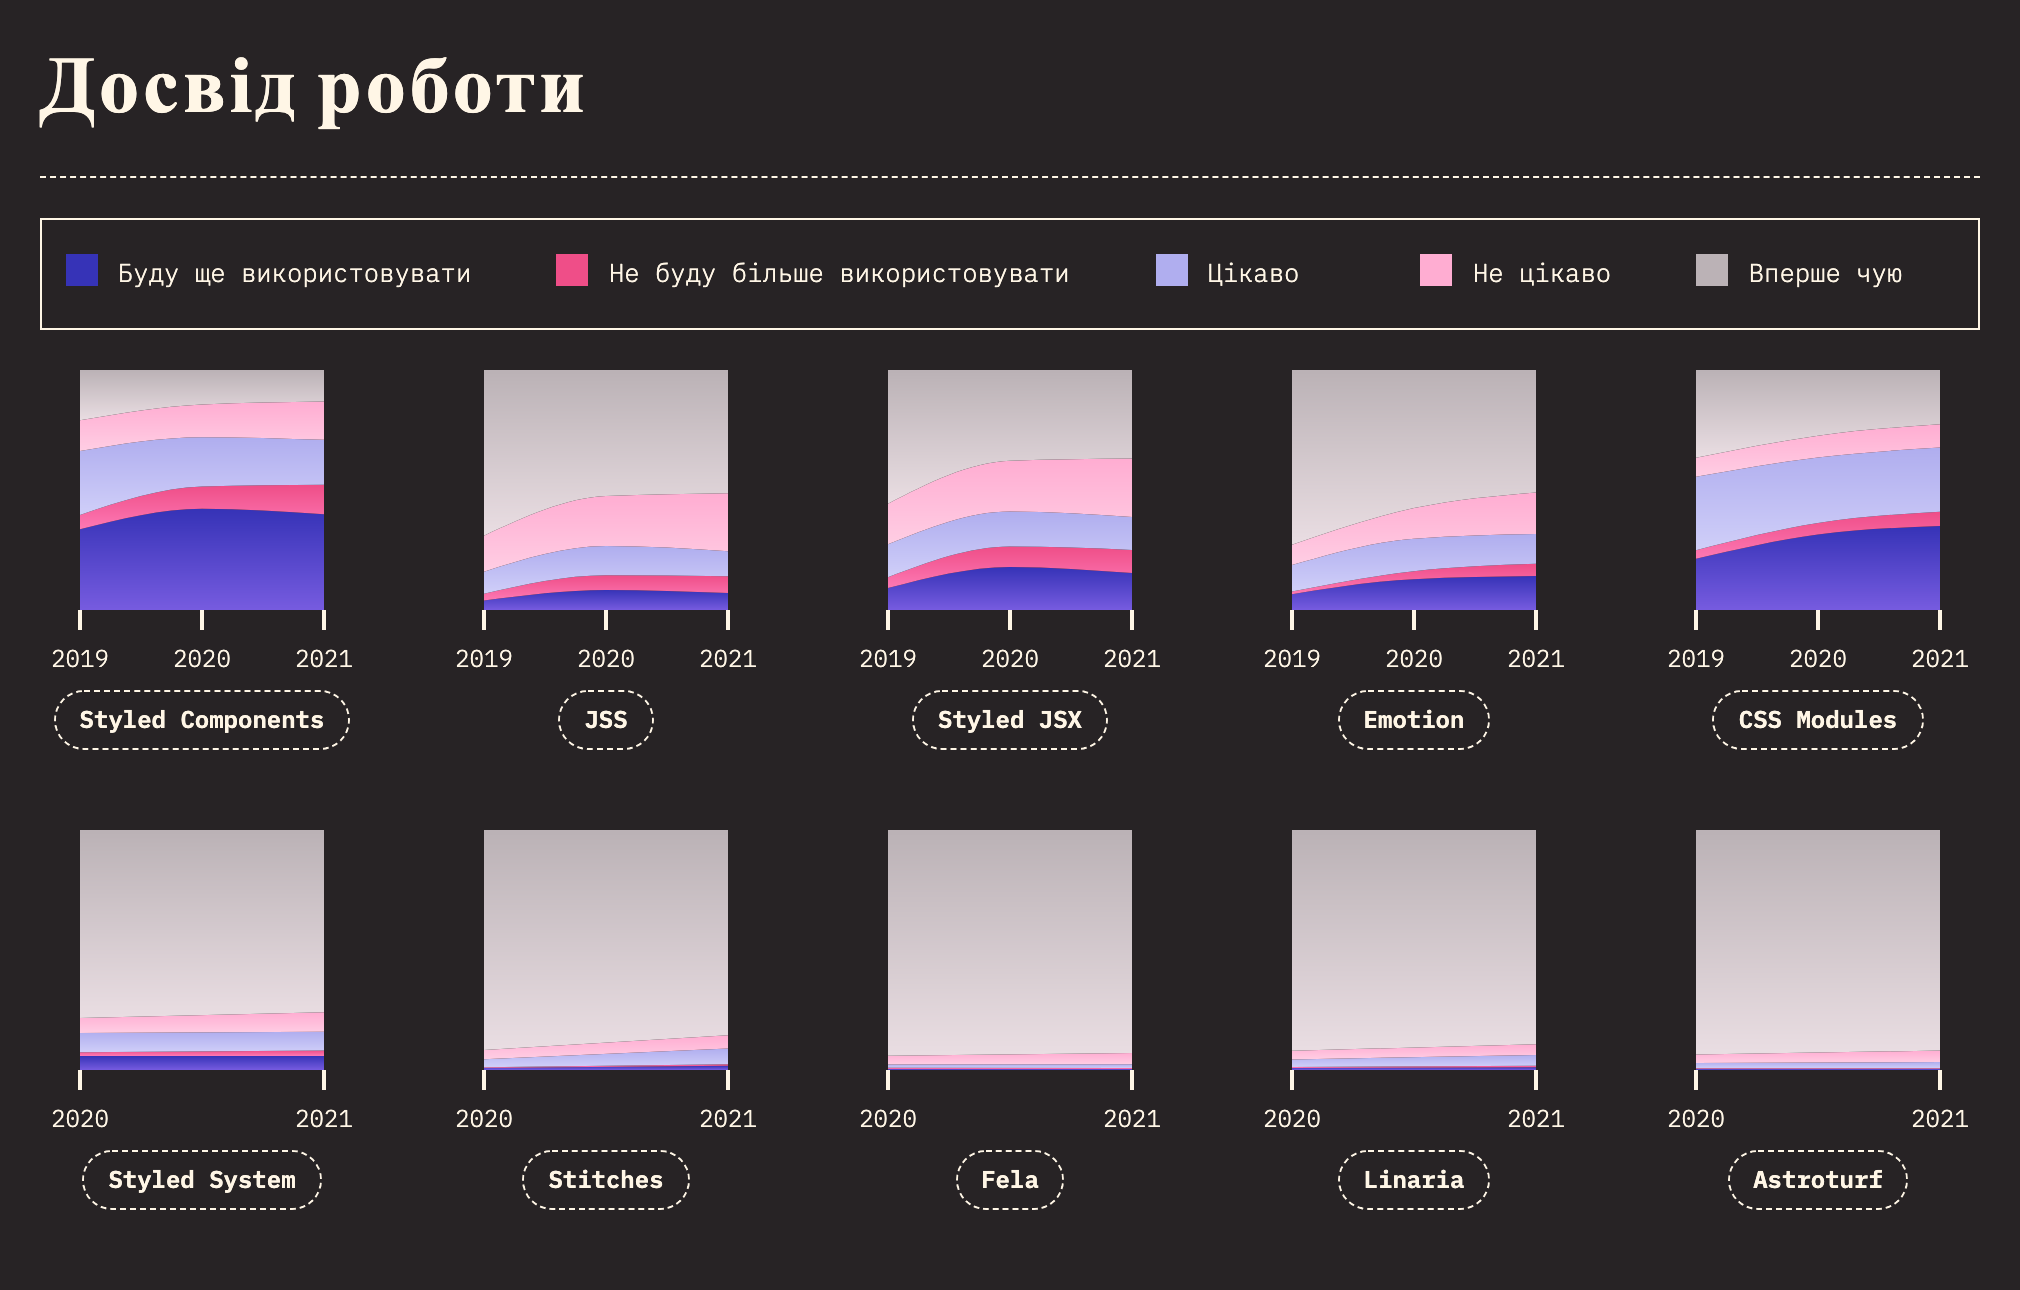 Досвід роботи
Буду ще використовувати Не буду більше використовувати Цікаво Не цікаво Вперше чую
2019 2020 2021 2019 2020 2021 2019 2020 2021 2019 2020 2021 2019 2020 2021
Styled Components JSS Styled JSX Emotion CSS Modules
2020 2021 2020 2021 2020 2021 2020 2021 2020 2021
Styled System Stitches Fela Linaria Astroturf